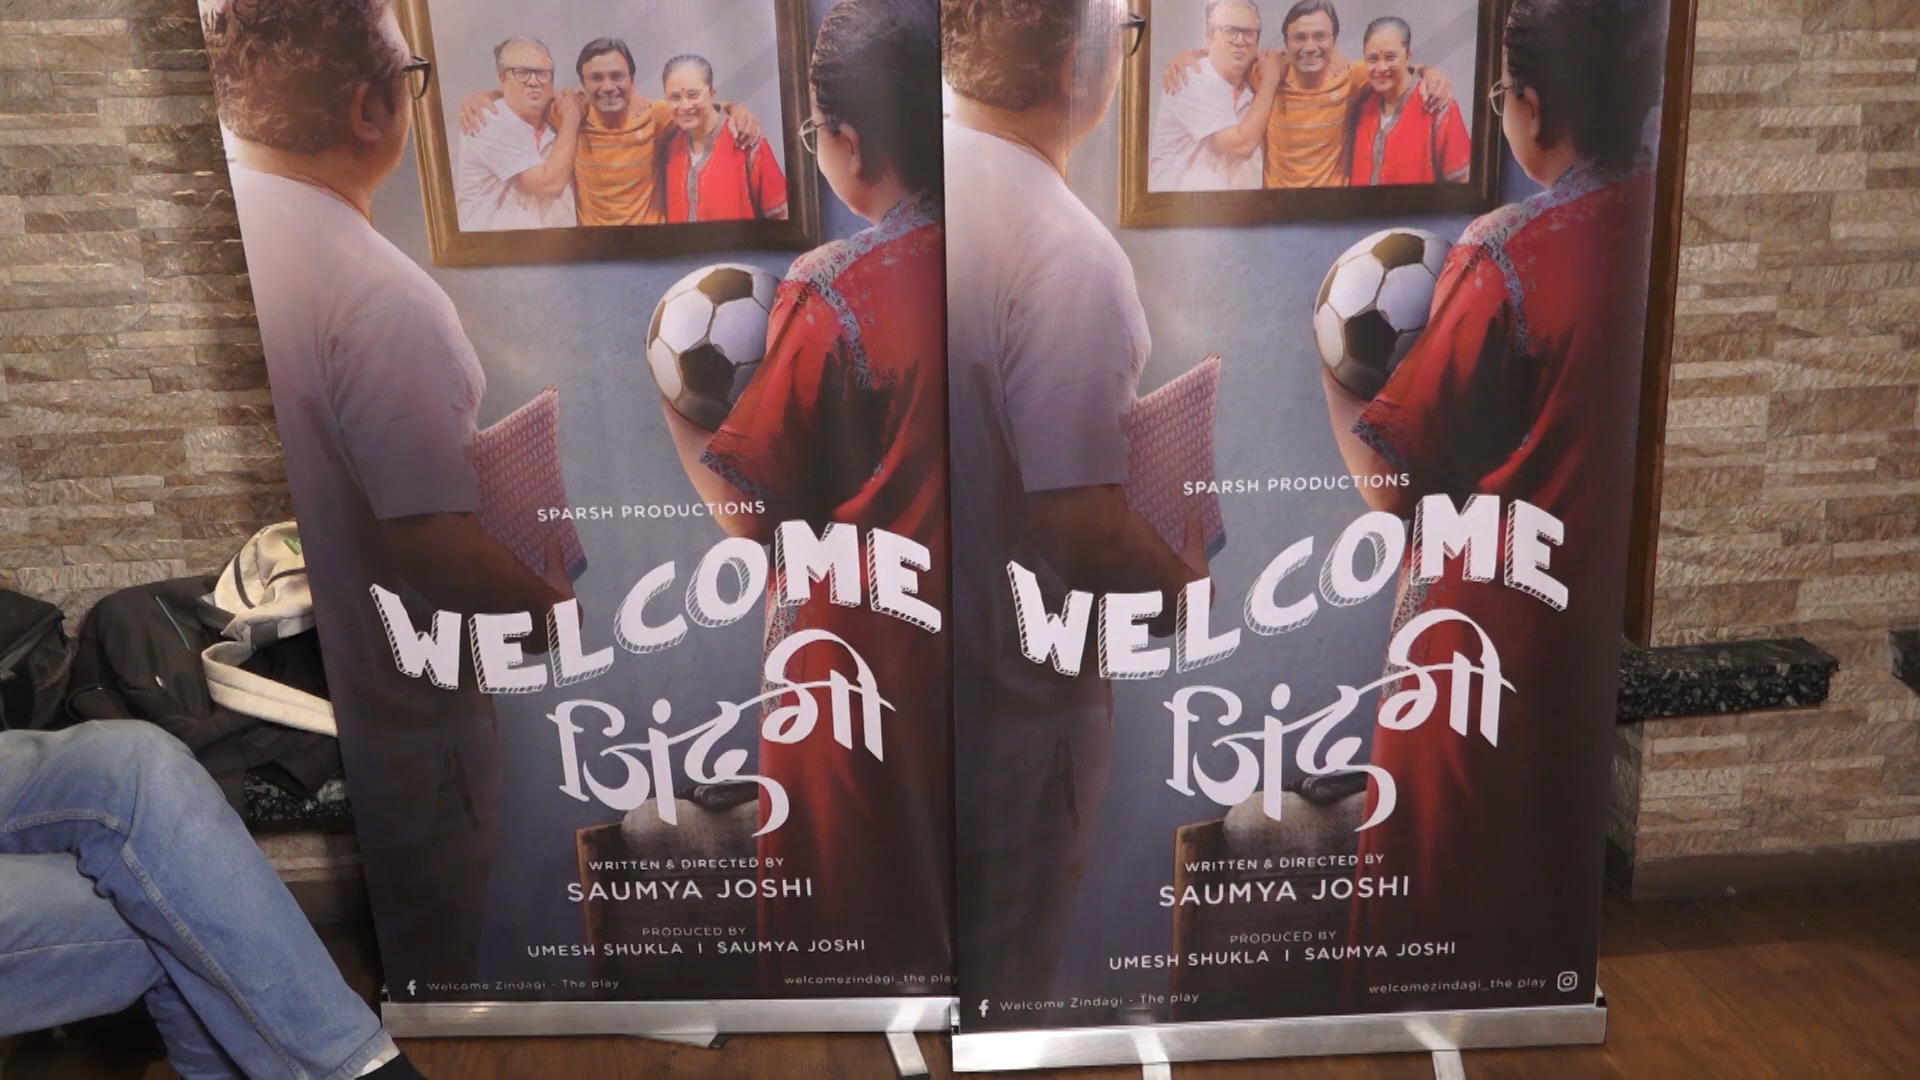 SPARSH PRODUCTIONS
WELCOME
जिंदगी
WRITTEN & DIRECTED BY
SAUMYA JOSHI
PRODUCED BY
UMESH SHUKLA I SAUMYA JOSHI
Welcome Zindagi - The play
welcomezindagi_the play
SPARSH PRODUCTIONS
WELCOME
जिंदगी
WRITTEN & DIRECTED BY
SAUMYA JOSHI
PRODUCED BY
UMESH SHUKLA I SAUMYA JOSHI
Welcome Zindagi - The play
welcomezindagi_the play